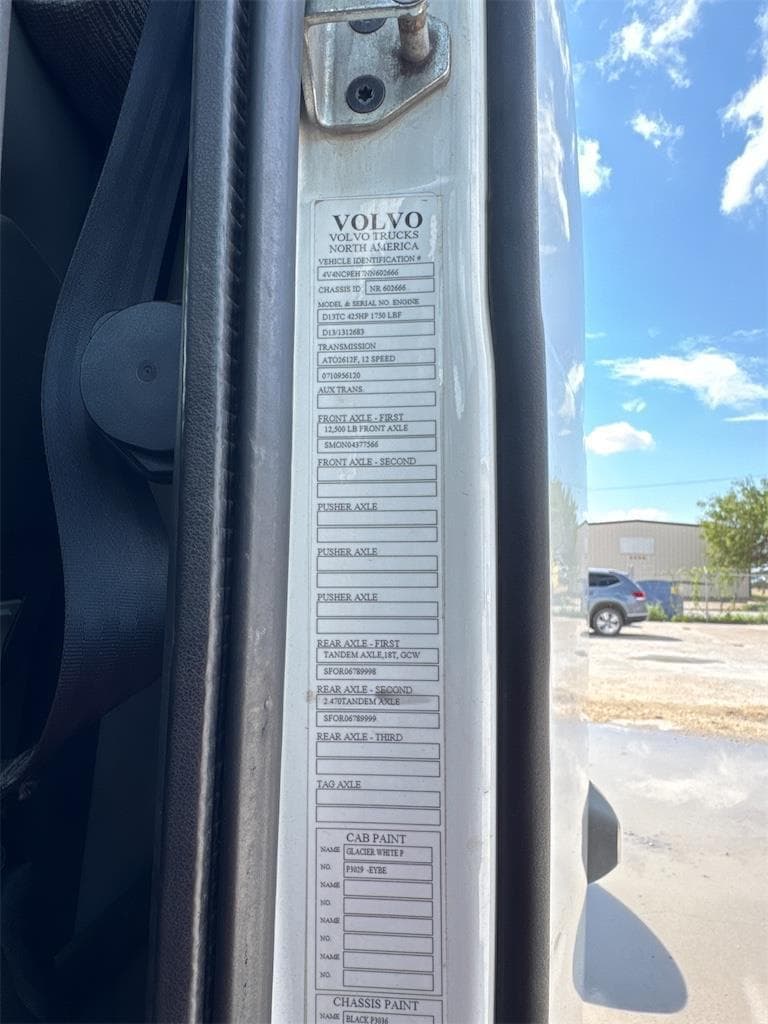 VOLVO
VOLVO TRUCKS
NORTH AMERICA
VEHICLE IDENTIFICATION #
4V4NC9EH7NN602666
CHASSIS ID NR 602666
MODEL & SERIAL NO. ENGINE
D13TC 425HP 1750 LBF
D13/1312683
TRANSMISSION
ATO2612F, 12 SPEED
0710956120
AUX TRANS.
FRONT AXLE - FIRST
12,500 LB FRONT AXLE
SMON04377566
FRONT AXLE - SECOND
PUSHER AXLE
PUSHER AXLE
PUSHER AXLE
REAR AXLE - FIRST
TANDEM AXLE,18T, GCW
SFOR06789998
REAR AXLE - SECOND
2.470TANDEM AXLE
SFOR06789999
REAR AXLE - THIRD
TAG AXLE
CAB PAINT
NAME GLACIER WHITE P
NO. P3029 -EYBE
NAME
NO.
NAME
NO.
NAME
NO.
CHASSIS PAINT
NAME BLACK P3036